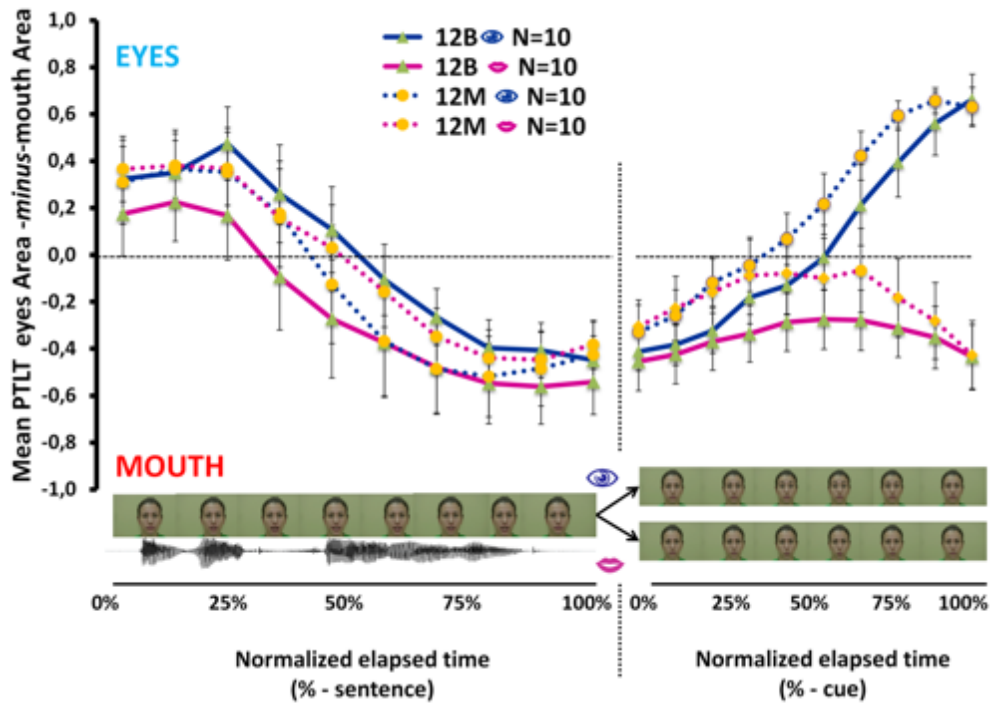 Mean PTLT eyes Area -minus-mouth Area
1,0
0,8
0,6
0,4
0,2
0,0
-0,2
-0,4
-0,6
-0,8
-1,0
EYES
MOUTH
12B N=10
12B N=10
12M N=10
12M N=10
0% 25% 50% 75% 100%
Normalized elapsed time
(% - sentence)
0% 25% 50% 75% 100%
Normalized elapsed time
(% - cue)